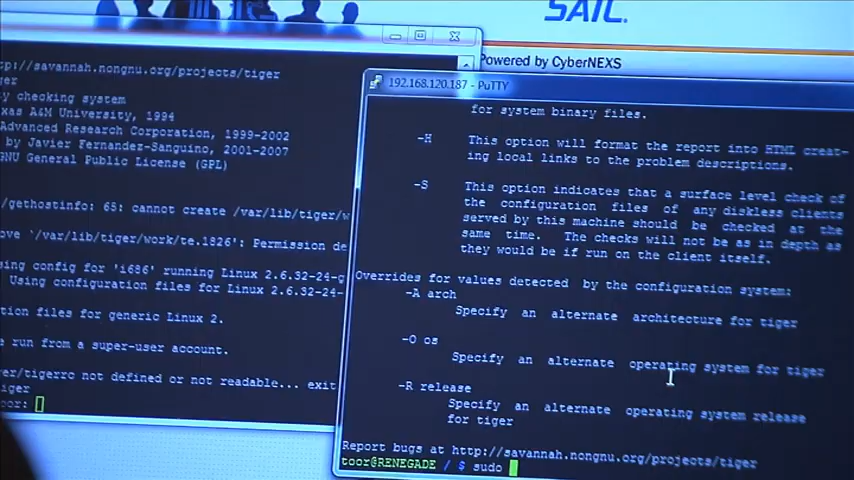 SAIC.
Powered by CyberNEXS
tp://savannah.nongnu.org/projects/tiger
ger
y checking system
xas A&M University, 1994
Advanced Research Corporation, 1999-2002
by Javier Fernandez-Sanguino, 2001-2007
GNU General Public License (GPL)
/gethostinfo: 65: cannot create /var/lib/tiger/w
ove '/var/lib/tiger/work/te.1826': Permission de
sing config for 'i686' running Linux 2.6.32-24-g
Using configuration files for Linux 2.6.32-24-
tion files for generic Linux 2.
e run from a super-user account.
er/tigerrc not defined or not readable... exit
tiger
oor:
192.168.120.187 - PuTTY
for system binary files.
-H This option will format the report into HTML creat-
ing local links to the problem descriptions.
-S This option indicates that a surface level check of
the configuration files of any diskless clients
served by this machine should be checked at the
same time. The checks will not be as in depth as
they would be if run on the client itself.
Overrides for values detected by the configuration system:
-A arch
Specify an alternate architecture for tiger
-O os
Specify an alternate operating system for tiger
-R release
Specify an alternate operating system release
for tiger
Report bugs at http://savannah.nongnu.org/projects/tiger
toor@RENEGADE / $ sudo